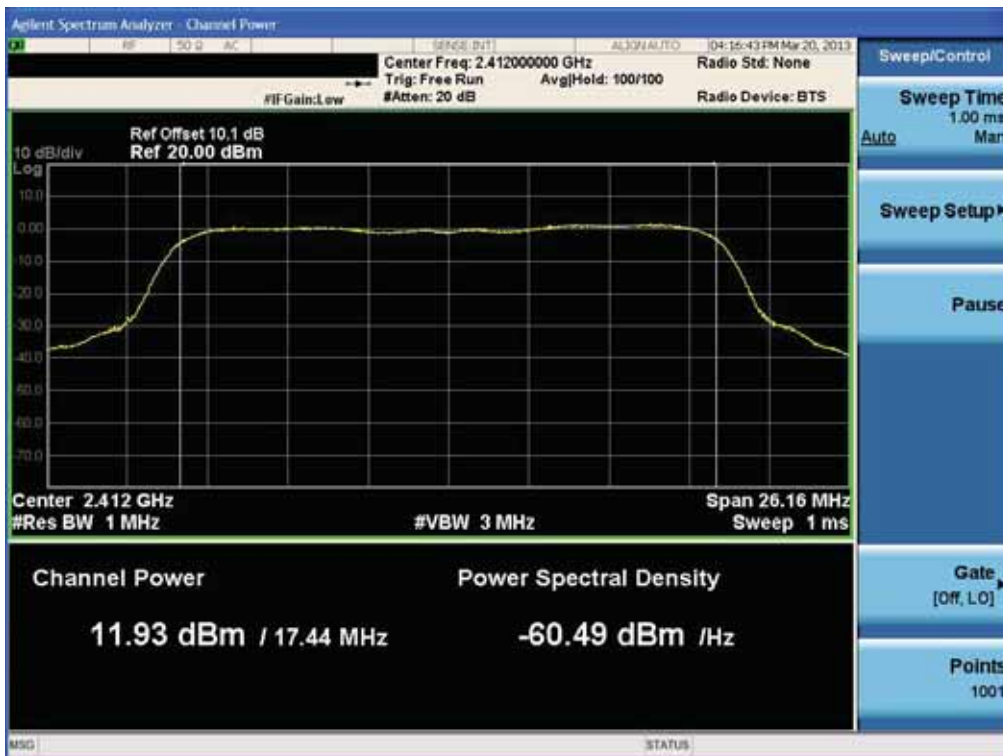 Agilent Spectrum Analyzer - Channel Power
RF 50 Ω AC SENSE:INT ALIGN AUTO 04:16:43 PM Mar 20, 2013
Center Freq: 2.412000000 GHz Radio Std: None
Trig: Free Run Avg|Hold: 100/100
#IFGain:Low #Atten: 20 dB Radio Device: BTS
Ref Offset 10.1 dB
10 dB/div Ref 20.00 dBm
Log
10.0
0.00
-10.0
-20.0
-30.0
-40.0
-50.0
-60.0
-70.0
Center 2.412 GHz Span 26.16 MHz
#Res BW 1 MHz #VBW 3 MHz Sweep 1 ms
Channel Power Power Spectral Density
11.93 dBm / 17.44 MHz -60.49 dBm /Hz
MSG STATUS
Sweep/Control
Sweep Time
1.00 ms
Auto Man
Sweep Setup
Pause
Gate
[Off, LO]
Points
1001